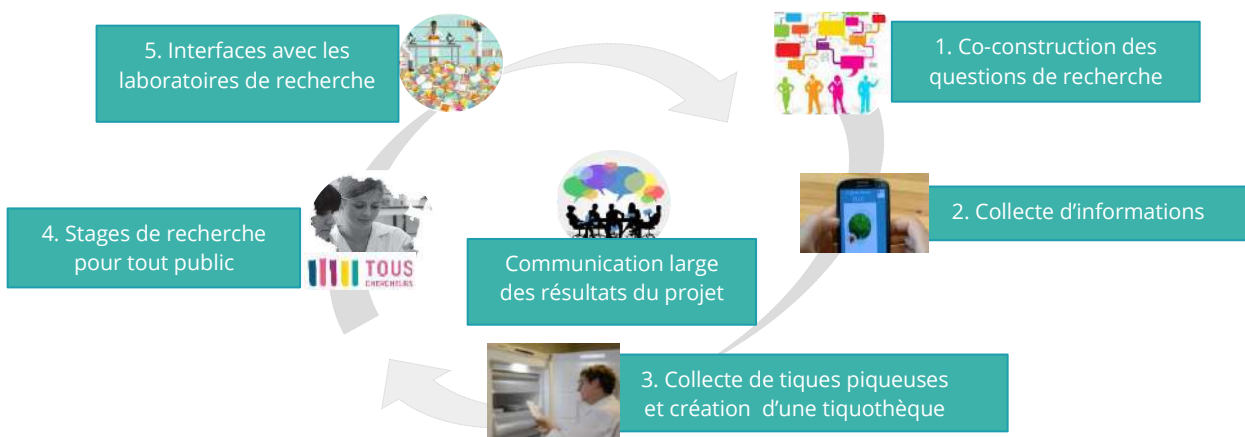 5. Interfaces avec les
laboratoires de recherche
1. Co-construction des
questions de recherche
2. Collecte d'informations
4. Stages de recherche
pour tout public
TOUS
CHERCHEURS
Communication large
des résultats du projet
3. Collecte de tiques piqueuses
et création d'une tiquothèque